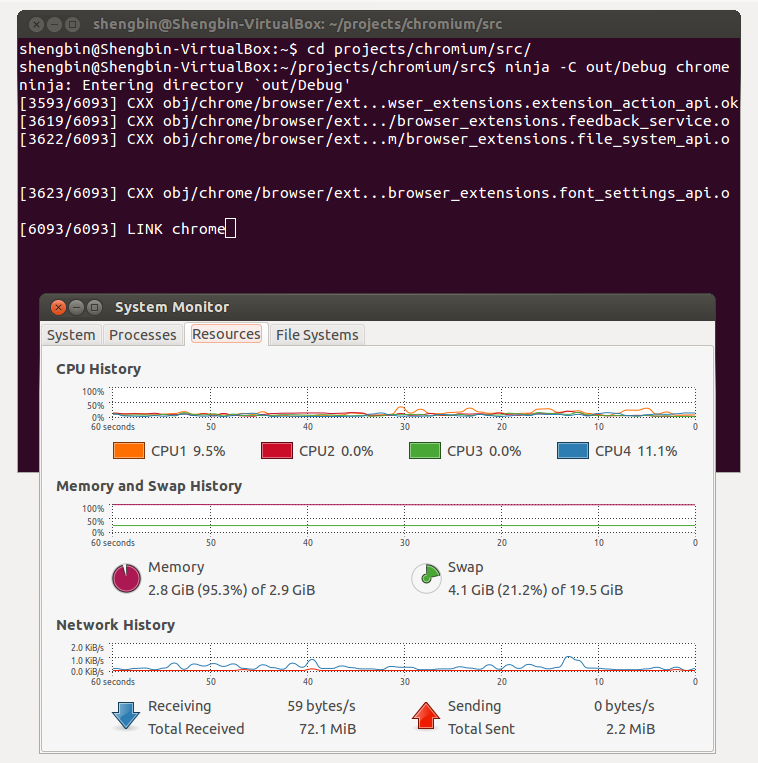 shengbin@Shengbin-VirtualBox: ~/projects/chromium/src
shengbin@Shengbin-VirtualBox:~$ cd projects/chromium/src/
shengbin@Shengbin-VirtualBox:~/projects/chromium/src$ ninja -C out/Debug chrome
ninja: Entering directory `out/Debug'
[3593/6093] CXX obj/chrome/browser/ext...wser_extensions.extension_action_api.ok
[3619/6093] CXX obj/chrome/browser/ext.../browser_extensions.feedback_service.o
[3622/6093] CXX obj/chrome/browser/ext...m/browser_extensions.file_system_api.o
[3623/6093] CXX obj/chrome/browser/ext...browser_extensions.font_settings_api.o
[6093/6093] LINK chrome
System Monitor
System Processes Resources File Systems
CPU History
100%
50%
0%
60 seconds 50 40 30 20 10 0
CPU1 9.5% CPU2 0.0% CPU3 0.0% CPU4 11.1%
Memory and Swap History
100%
50%
0%
60 seconds 50 40 30 20 10 0
Memory Swap
2.8 GiB (95.3%) of 2.9 GiB 4.1 GiB (21.2%) of 19.5 GiB
Network History
2.0 KiB/s
1.0 KiB/s
0.0 KiB/s
60 seconds 50 40 30 20 10 0
Receiving 59 bytes/s Sending 0 bytes/s
Total Received 72.1 MiB Total Sent 2.2 MiB